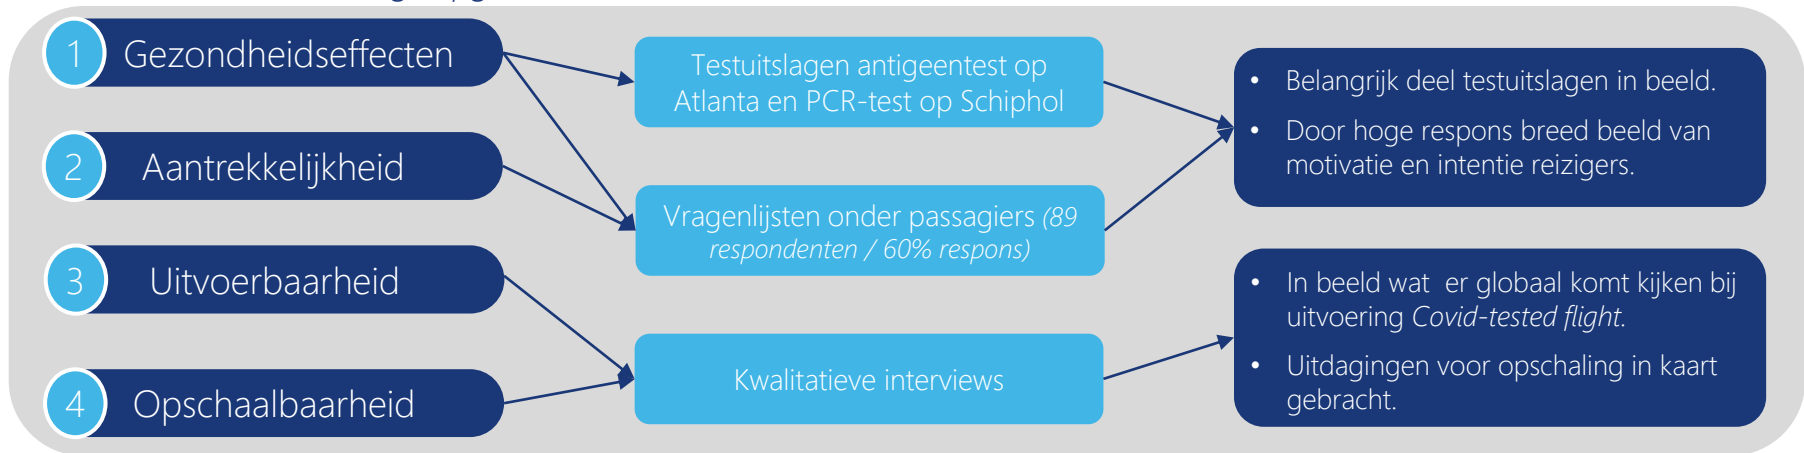 1 Gezondheidseffecten
2 Aantrekkelijkheid
3 Uitvoerbaarheid
4 Opschaalbaarheid
Testuitslagen antigeentest op
Atlanta en PCR-test op Schiphol
Vragenlijsten onder passagiers (89
respondenten / 60% respons)
Kwalitatieve interviews
• Belangrijk deel testuitslagen in beeld.
• Door hoge respons breed beeld van
motivatie en intentie reizigers.
• In beeld wat er globaal komt kijken bij
uitvoering Covid-tested flight.
• Uitdagingen voor opschaling in kaart
gebracht.